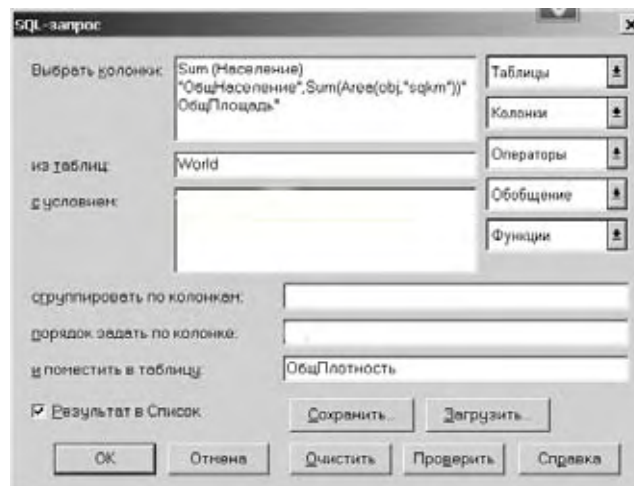 SQL-запрос
Выбрать колонки:
Sum (Население)
"ОбщНаселение",Sum(Area(obj,"sqkm"))"
ОбщПлощадь"
Таблицы
Колонки
из таблиц:
World
Операторы
с условием:
Обобщение
Функции
сгруппировать по колонкам:
порядок задать по колонке:
и поместить в таблицу:
ОбщПлотность
Результат в Список
Сохранить...
Загрузить...
OK
Отмена
Очистить
Проверить
Справка